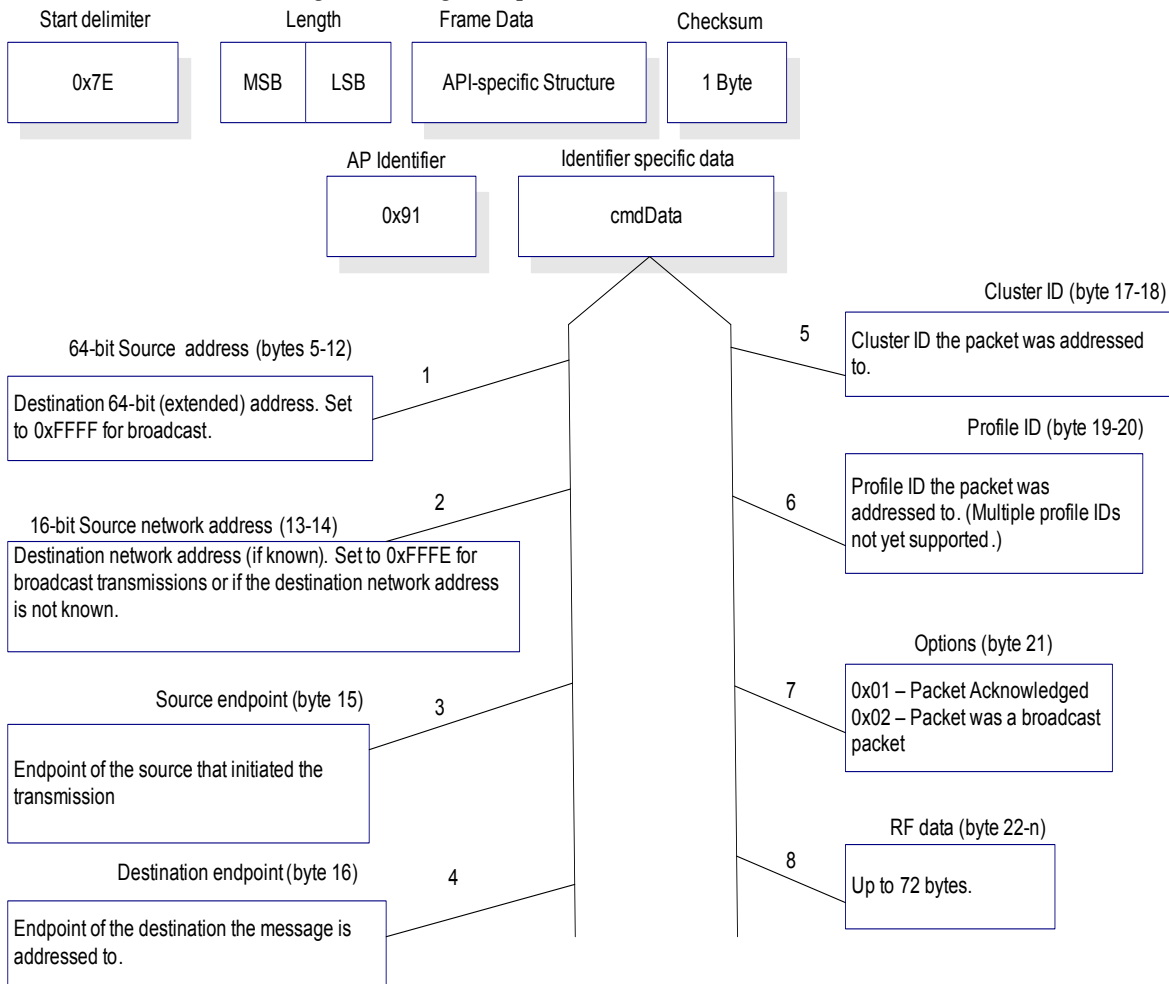 Start delimiter
Length
Frame Data
Checksum
0x7E
MSB
LSB
API-specific Structure
1 Byte
AP Identifier
Identifier specific data
0x91
cmdData
64-bit Source address (bytes 5-12)
1
Destination 64-bit (extended) address. Set
to 0xFFFF for broadcast.
16-bit Source network address (13-14)
2
Destination network address (if known). Set to 0xFFFE for
broadcast transmissions or if the destination network address
is not known.
Source endpoint (byte 15)
3
Endpoint of the source that initiated the
transmission
Destination endpoint (byte 16)
4
Endpoint of the destination the message is
addressed to.
Cluster ID (byte 17-18)
5
Cluster ID the packet was addressed
to.
Profile ID (byte 19-20)
6
Profile ID the packet was
addressed to. (Multiple profile IDs
not yet supported.)
Options (byte 21)
7
0x01 – Packet Acknowledged
0x02 – Packet was a broadcast
packet
RF data (byte 22-n)
8
Up to 72 bytes.